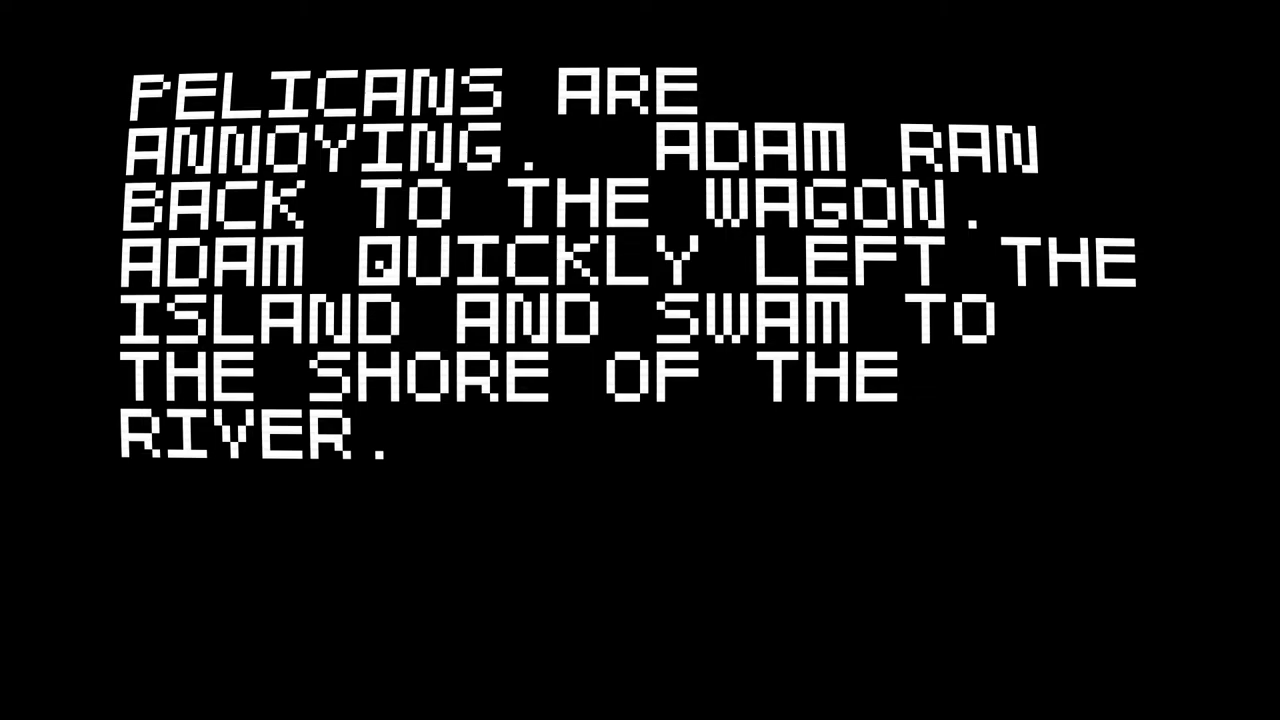 PELICANS ARE
ANNOYING.  ADAM RAN
BACK TO THE WAGON.
ADAM QUICKLY LEFT THE
ISLAND AND SWAM TO
THE SHORE OF THE
RIVER.